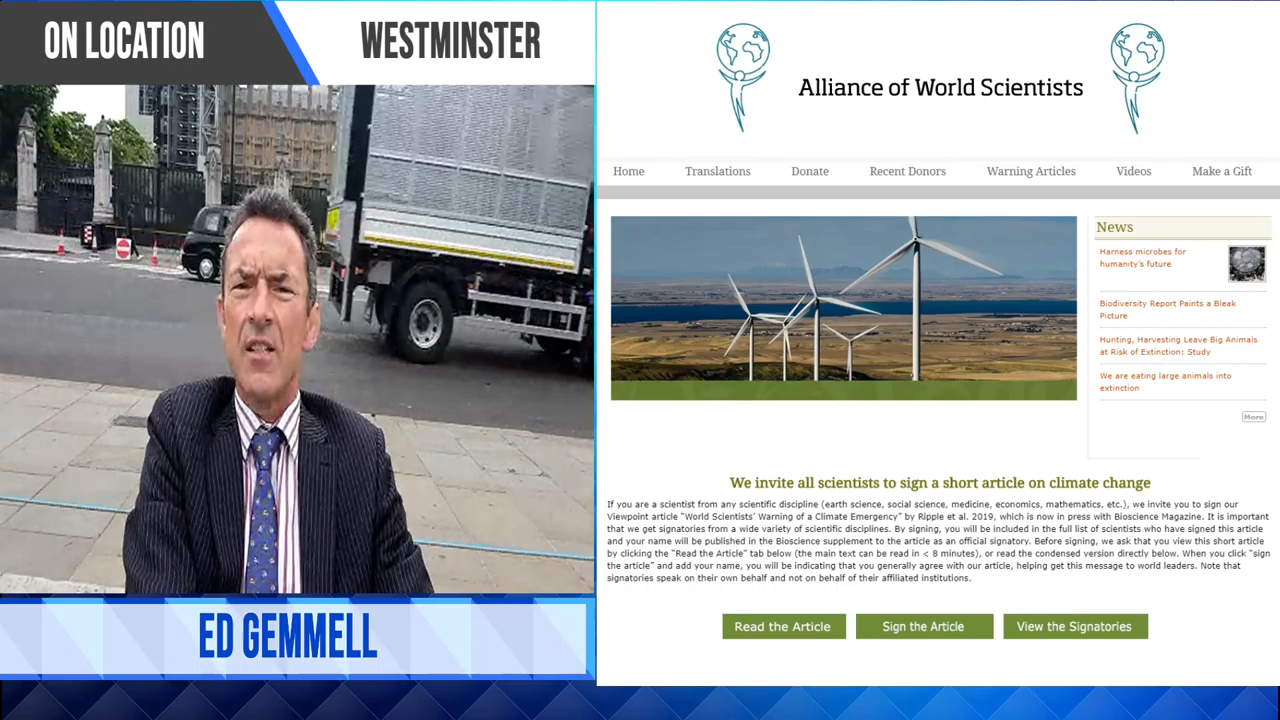 ON LOCATION
WESTMINSTER
ED GEMMELL
Alliance of World Scientists
Home
Translations
Donate
Recent Donors
Warning Articles
Videos
Make a Gift
News
Harness microbes for
humanity's future
Biodiversity Report Paints a Bleak
Picture
Hunting, Harvesting Leave Big Animals
at Risk of Extinction: Study
We are eating large animals into
extinction
More
We invite all scientists to sign a short article on climate change
If you are a scientist from any scientific discipline (earth science, social science, medicine, economics, mathematics, etc.), we invite you to sign our
Viewpoint article “World Scientists’ Warning of a Climate Emergency” by Ripple et al. 2019, which is now in press with Bioscience Magazine. It is important
that we get signatories from a wide variety of scientific disciplines. By signing, you will be included in the full list of scientists who have signed this article
and your name will be published in the Bioscience supplement to the article as an official signatory. Before signing, we ask that you view this short article
by clicking the “Read the Article” tab below (the main text can be read in < 8 minutes), or read the condensed version directly below. When you click “sign
the article” and add your name, you will be indicating that you generally agree with our article, helping get this message to world leaders. Note that
signatories speak on their own behalf and not on behalf of their affiliated institutions.
Read the Article
Sign the Article
View the Signatories